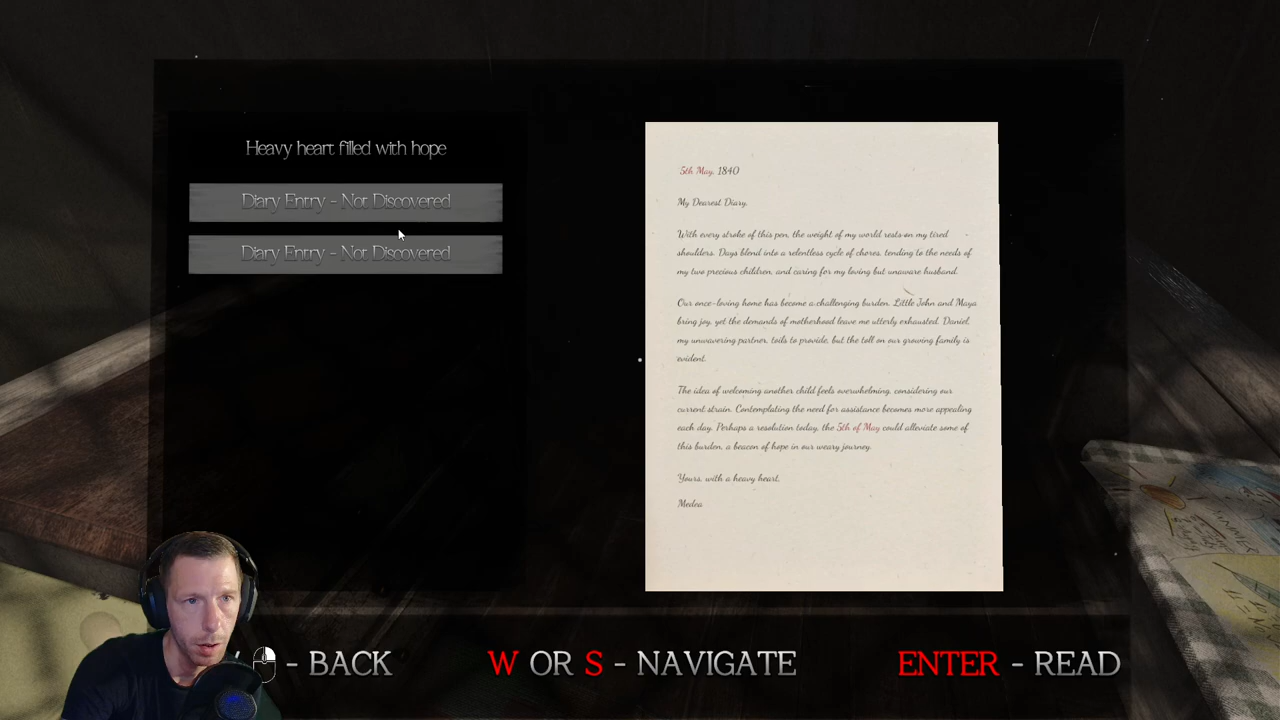 Heavy heart filled with hope
Diary Entry - Not Discovered
Diary Entry - Not Discovered
5th May, 1840
My Dearest Diary,
With every stroke of this pen, the weight of my world rests on my tired
shoulders. Days blend into a relentless cycle of chores, tending to the needs of
my two precious children, and caring for my loving but unaware husband.
Our once-loving home has become a challenging burden. Little John and Maya
bring joy, yet the demands of motherhood leave me utterly exhausted. Daniel,
my unwavering partner, toils to provide, but the toll on our growing family is
evident.
The idea of welcoming another child feels overwhelming, considering our
current strain. Contemplating the need for assistance becomes more appealing
each day. Perhaps a resolution today, the 5th of May could alleviate some of
this burden, a beacon of hope in our weary journey.
Yours, with a heavy heart,
Medea
- BACK
W OR S - NAVIGATE
ENTER - READ